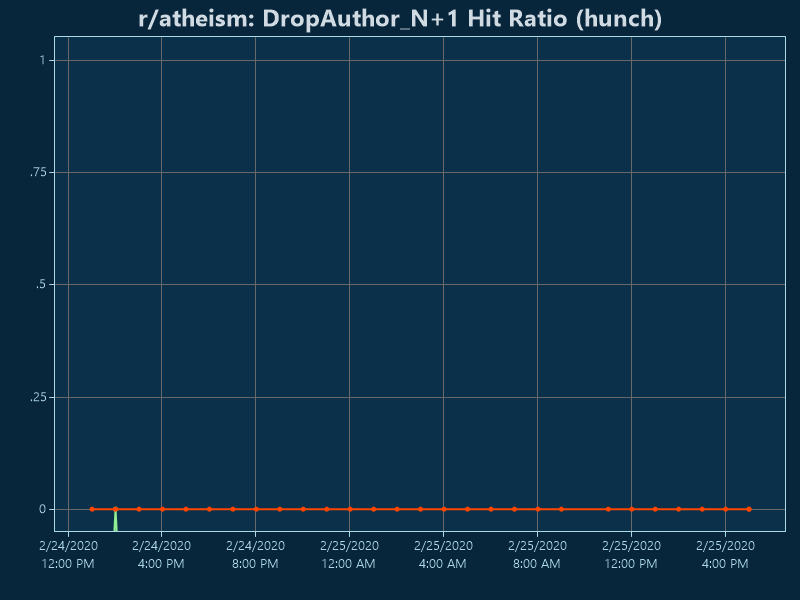 r/atheism: DropAuthor_N+1 Hit Ratio (hunch)
1
.75
.5
.25
0
2/24/2020 2/24/2020 2/24/2020 2/25/2020 2/25/2020 2/25/2020 2/25/2020 2/25/2020
12:00 PM 4:00 PM 8:00 PM 12:00 AM 4:00 AM 8:00 AM 12:00 PM 4:00 PM